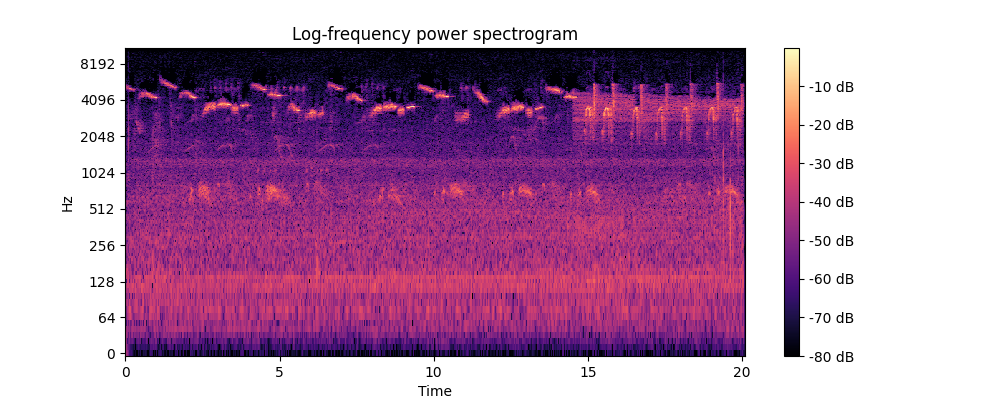 Log-frequency power spectrogram
8192
4096
2048
1024
512
256
128
64
0
Hz
0
5
10
15
20
Time
-10 dB
-20 dB
-30 dB
-40 dB
-50 dB
-60 dB
-70 dB
-80 dB